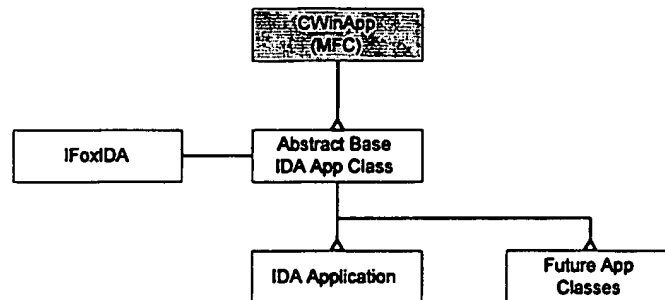 CWinApp
(MFC)
IFoxIDA
Abstract Base
IDA App Class
IDA Application
Future App
Classes